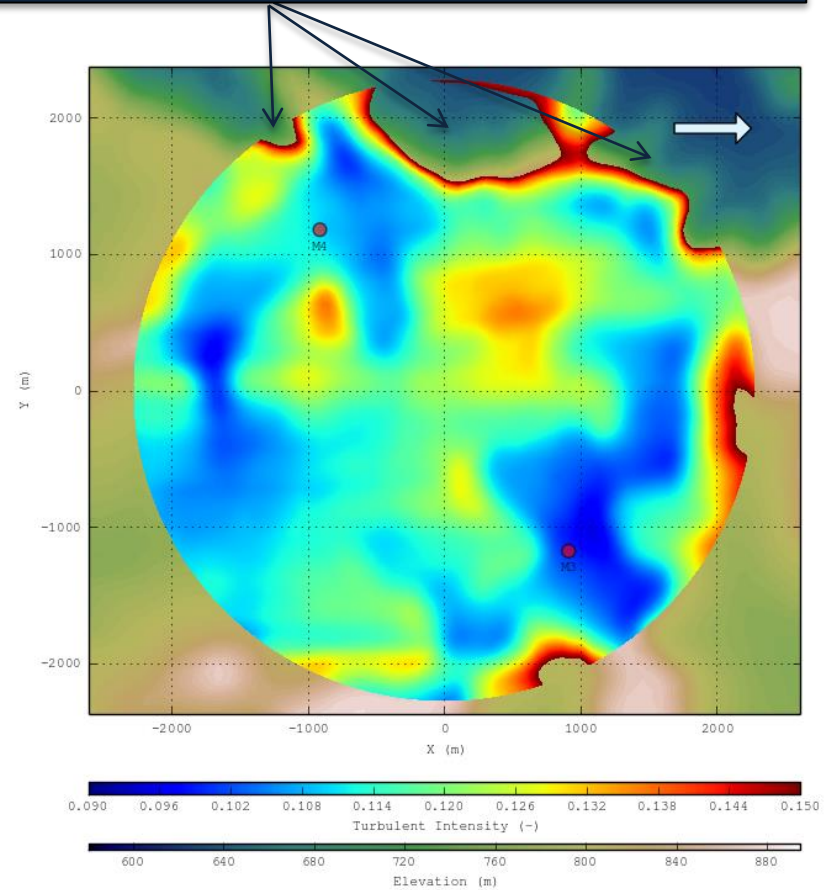 2000
1000
0
−1000
−2000
Y (m)
M4
M3
−2000 −1000 0 1000 2000
X (m)
0.090 0.096 0.102 0.108 0.114 0.120 0.126 0.132 0.138 0.144 0.150
Turbulent Intensity (-)
600 640 680 720 760 800 840 880
Elevation (m)